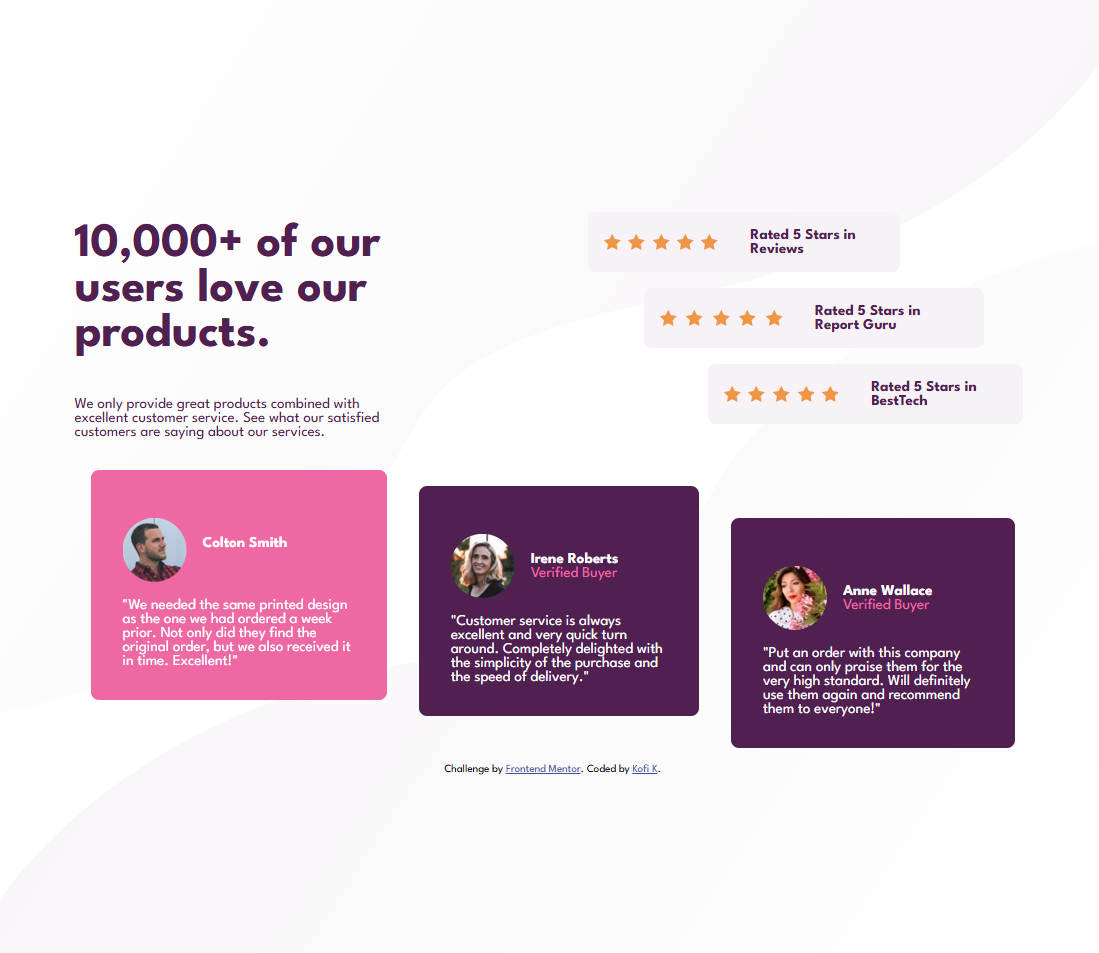 10,000+ of our
users love our
products.
We only provide great products combined with
excellent customer service. See what our satisfied
customers are saying about our services.
Rated 5 Stars in
Reviews
Rated 5 Stars in
Report Guru
Rated 5 Stars in
BestTech
Colton Smith
"We needed the same printed design
as the one we had ordered a week
prior. Not only did they find the
original order, but we also received it
in time. Excellent!"
Irene Roberts
Verified Buyer
"Customer service is always
excellent and very quick turn
around. Completely delighted with
the simplicity of the purchase and
the speed of delivery."
Anne Wallace
Verified Buyer
"Put an order with this company
and can only praise them for the
very high standard. Will definitely
use them again and recommend
them to everyone!"
Challenge by Frontend Mentor. Coded by Kofi K.